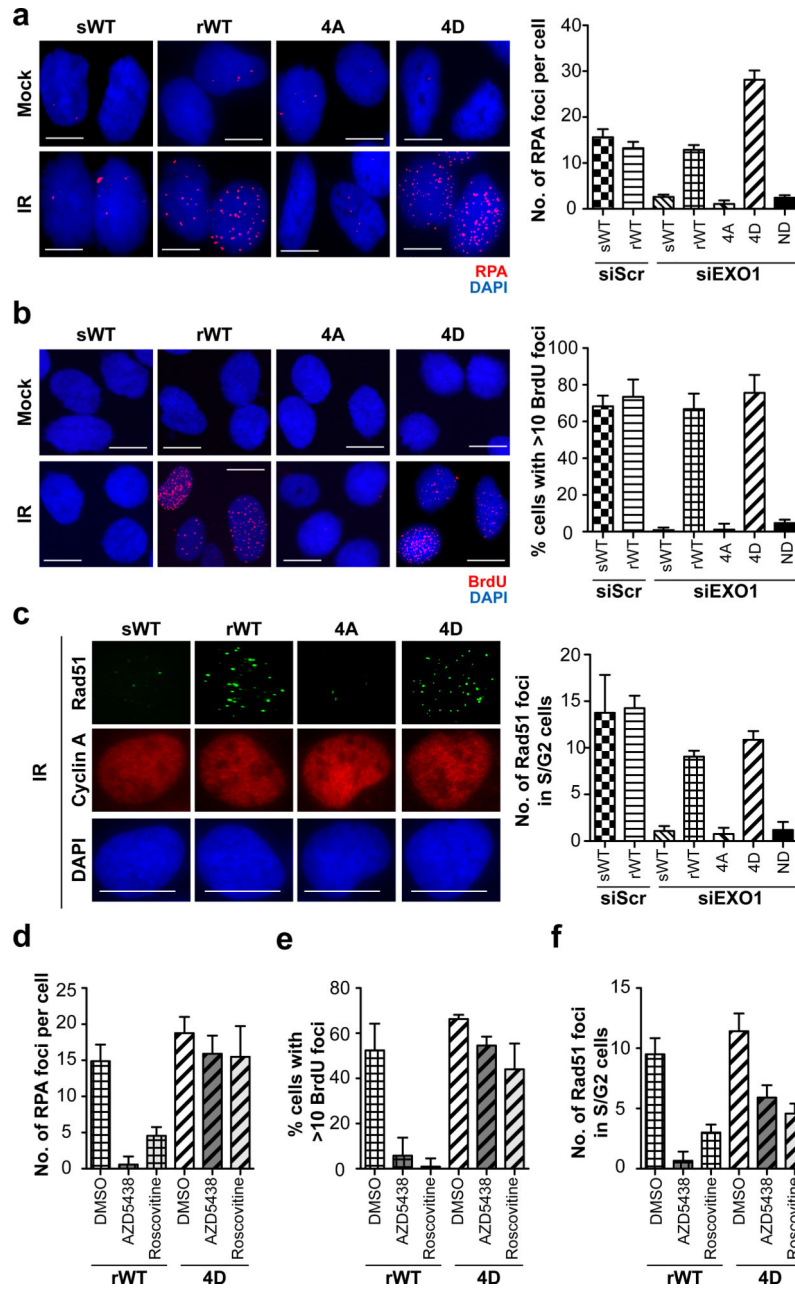 a
sWT rWT 4A 4D
Mock
IR
RPA
DAPI
No. of RPA foci per cell
40
30
20
10
0
sWT rWT sWT rWT 4A 4D ND
siScr siEXO1
b
sWT rWT 4A 4D
Mock
IR
BrdU
DAPI
% cells with >10 BrdU foci
100
80
60
40
20
0
sWT rWT sWT rWT 4A 4D ND
siScr siEXO1
c
sWT rWT 4A 4D
IR
Rad51
Cyclin A
DAPI
No. of Rad51 foci
in S/G2 cells
20
15
10
5
0
sWT rWT sWT rWT 4A 4D ND
siScr siEXO1
d
No. of RPA foci per cell
25
20
15
10
5
0
DMSO AZD5438 Roscovitine DMSO AZD5438 Roscovitine
rWT 4D
e
% cells with
>10 BrdU foci
80
60
40
20
0
DMSO AZD5438 Roscovitine DMSO AZD5438 Roscovitine
rWT 4D
f
No. of Rad51 foci
in S/G2 cells
15
10
5
0
DMSO AZD5438 Roscovitine DMSO AZD5438 Roscovitine
rWT 4D